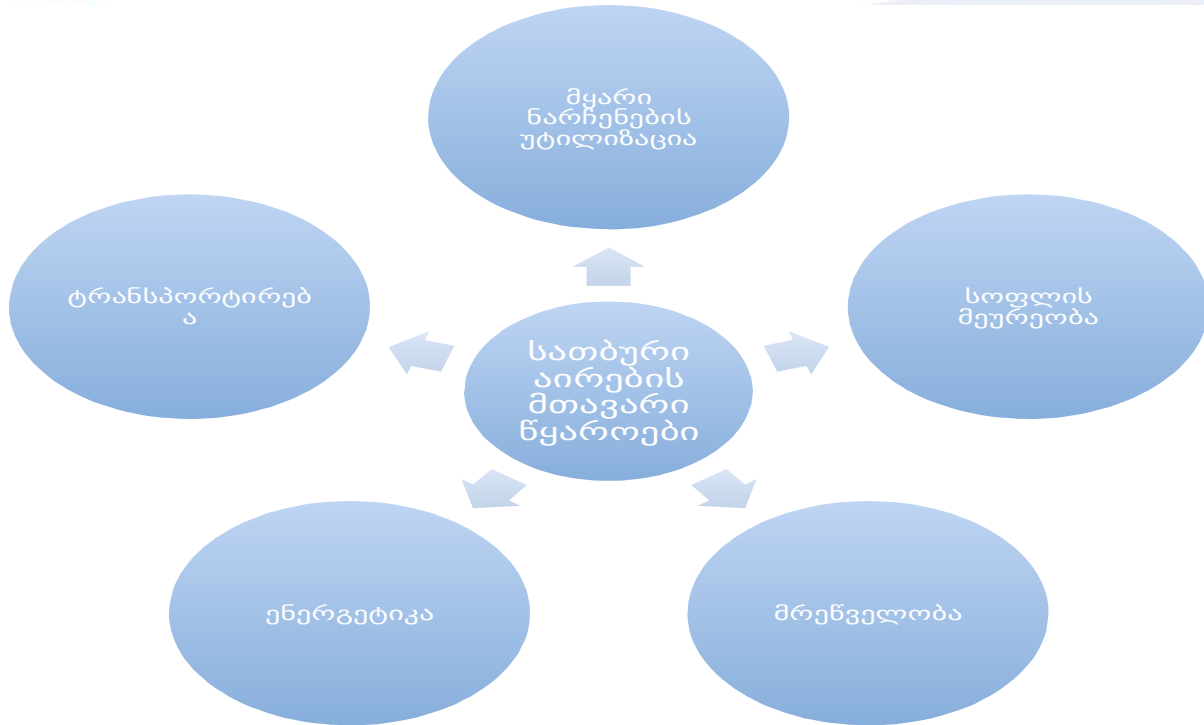 მყარი
ნარჩენების
უტილიზაცია
ტრანსპორტირებ
ა
სოფლის
მეურეობა
სათბური
აირების
მთავარი
წყაროები
ენერგეტიკა
მრეწველობა